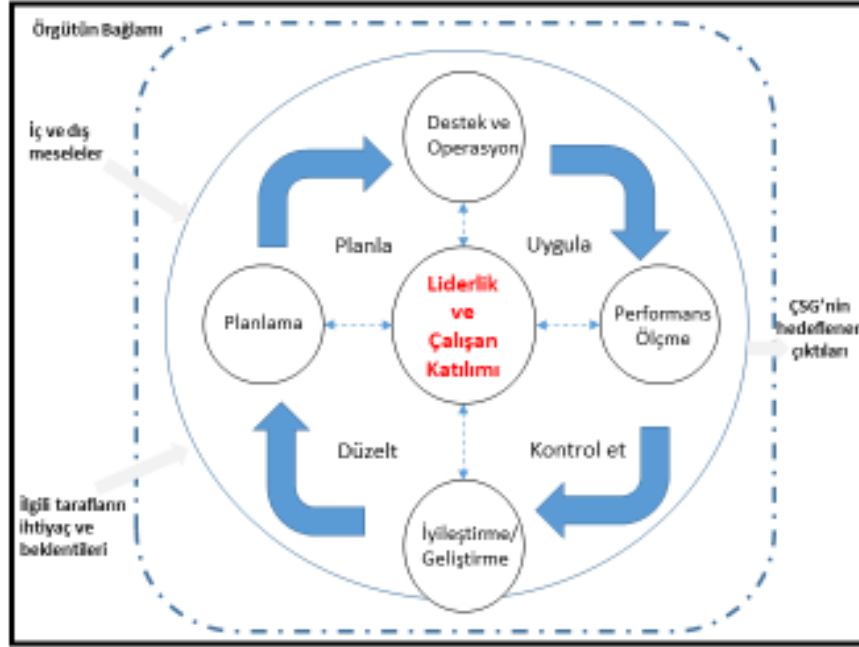 Örgütün Bağlamı
İç ve dış
meseleler
Destek ve
Operasyon
Planla
Uygula
Liderlik
ve
Çalışan
Katılımı
Planlama
Performans
Ölçme
ÇSG'nin
hedeflenen
çıktıları
Düzelt
Kontrol et
İlgili tarafların
ihtiyaç ve
beklentileri
İyileştirme/
Geliştirme